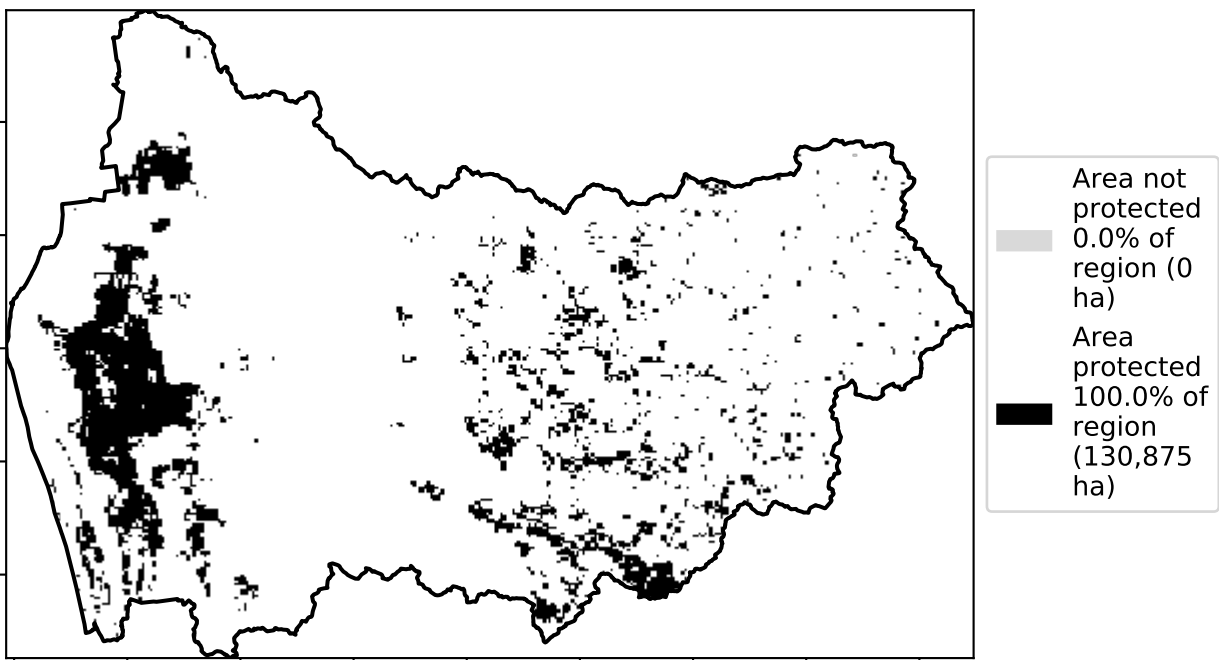 Area not
protected
0.0% of
region (0
ha)
Area
protected
100.0% of
region
(130,875
ha)